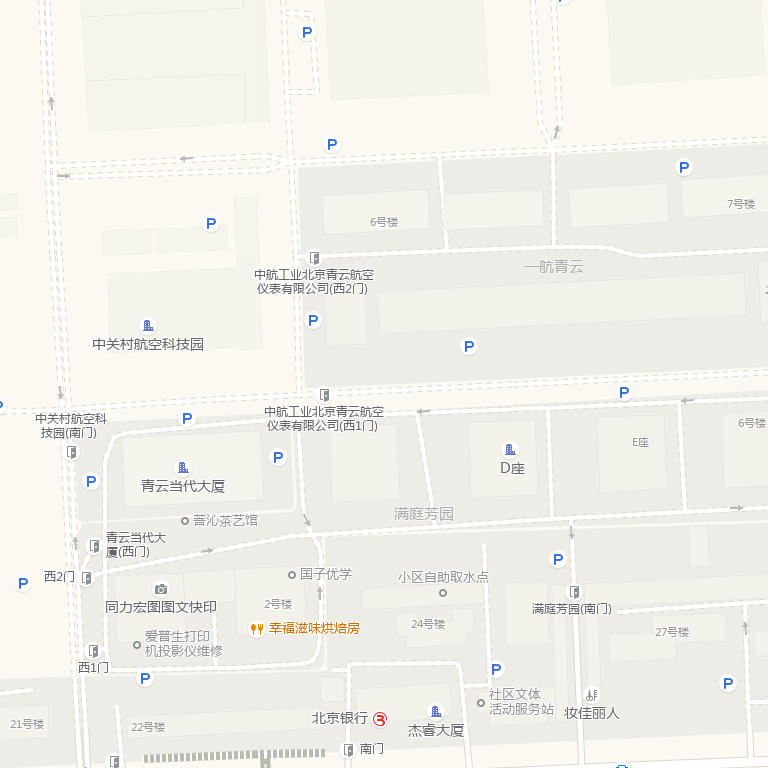 P
P
P
6号楼
7号楼
P
中航工业北京青云航空
仪表有限公司(西2门)
一航青云
P
中关村航空科技园
P
P
P
中关村航空科
技园(南门)
中航工业北京青云航空
仪表有限公司(西1门)
6号楼
E座
P
D座
青云当代大厦
P
满庭芳园
菩沁茶艺馆
青云当代大
厦(西门)
P
西2门
国子优学
小区自助取水点
P
同力宏图图文快印
2号楼
满庭芳园(南门)
24号楼
27号楼
幸福滋味烘焙房
爱普生打印
机投影仪维修
西1门
P
P
P
社区文体
活动服务站
妆佳丽人
21号楼
22号楼
北京银行
杰睿大厦
南门